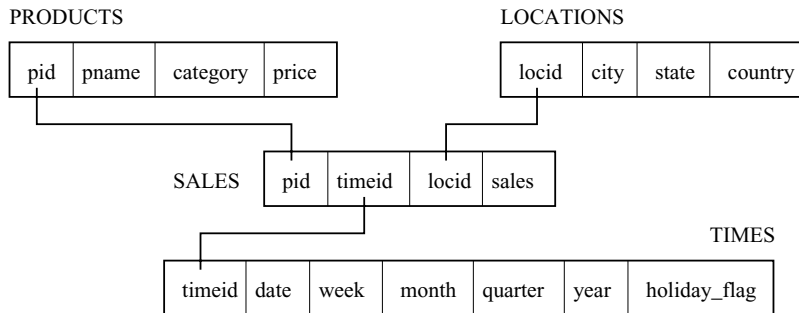 PRODUCTS LOCATIONS
pid pname category price locid city state country
SALES pid timeid locid sales
TIMES
timeid date week month quarter year holiday_flag